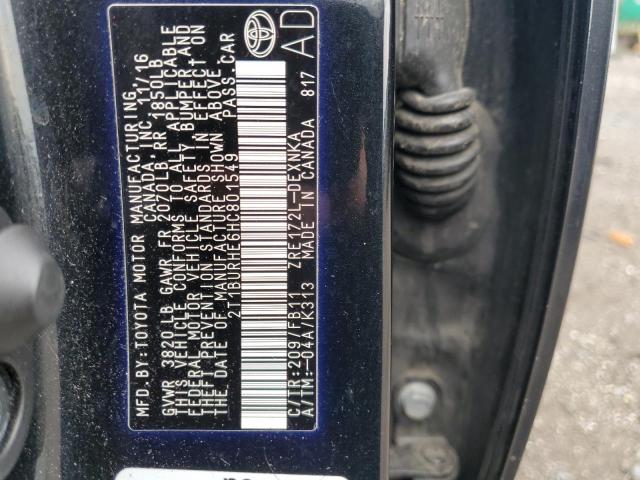 MFD.BY:TOYOTA MOTOR MANUFACTURING,
CANADA, INC. 11/16
GVWR 3820LB GAWR FR 2070LB RR 1850LB
THIS VEHICLE CONFORMS TO ALL APPLICABLE
FEDERAL MOTOR VEHICLE SAFETY BUMPER AND
THEFT PREVENTION STANDARDS IN EFFECT ON
THE DATE OF MANUFACTURE SHOWN ABOVE.
2T1BURHE6HC801549 PASS.CAR
C/TR:209/FB11 ZRE172L-DEXNKA
A/TM:-04A/K313 MADE IN CANADA 817
AD